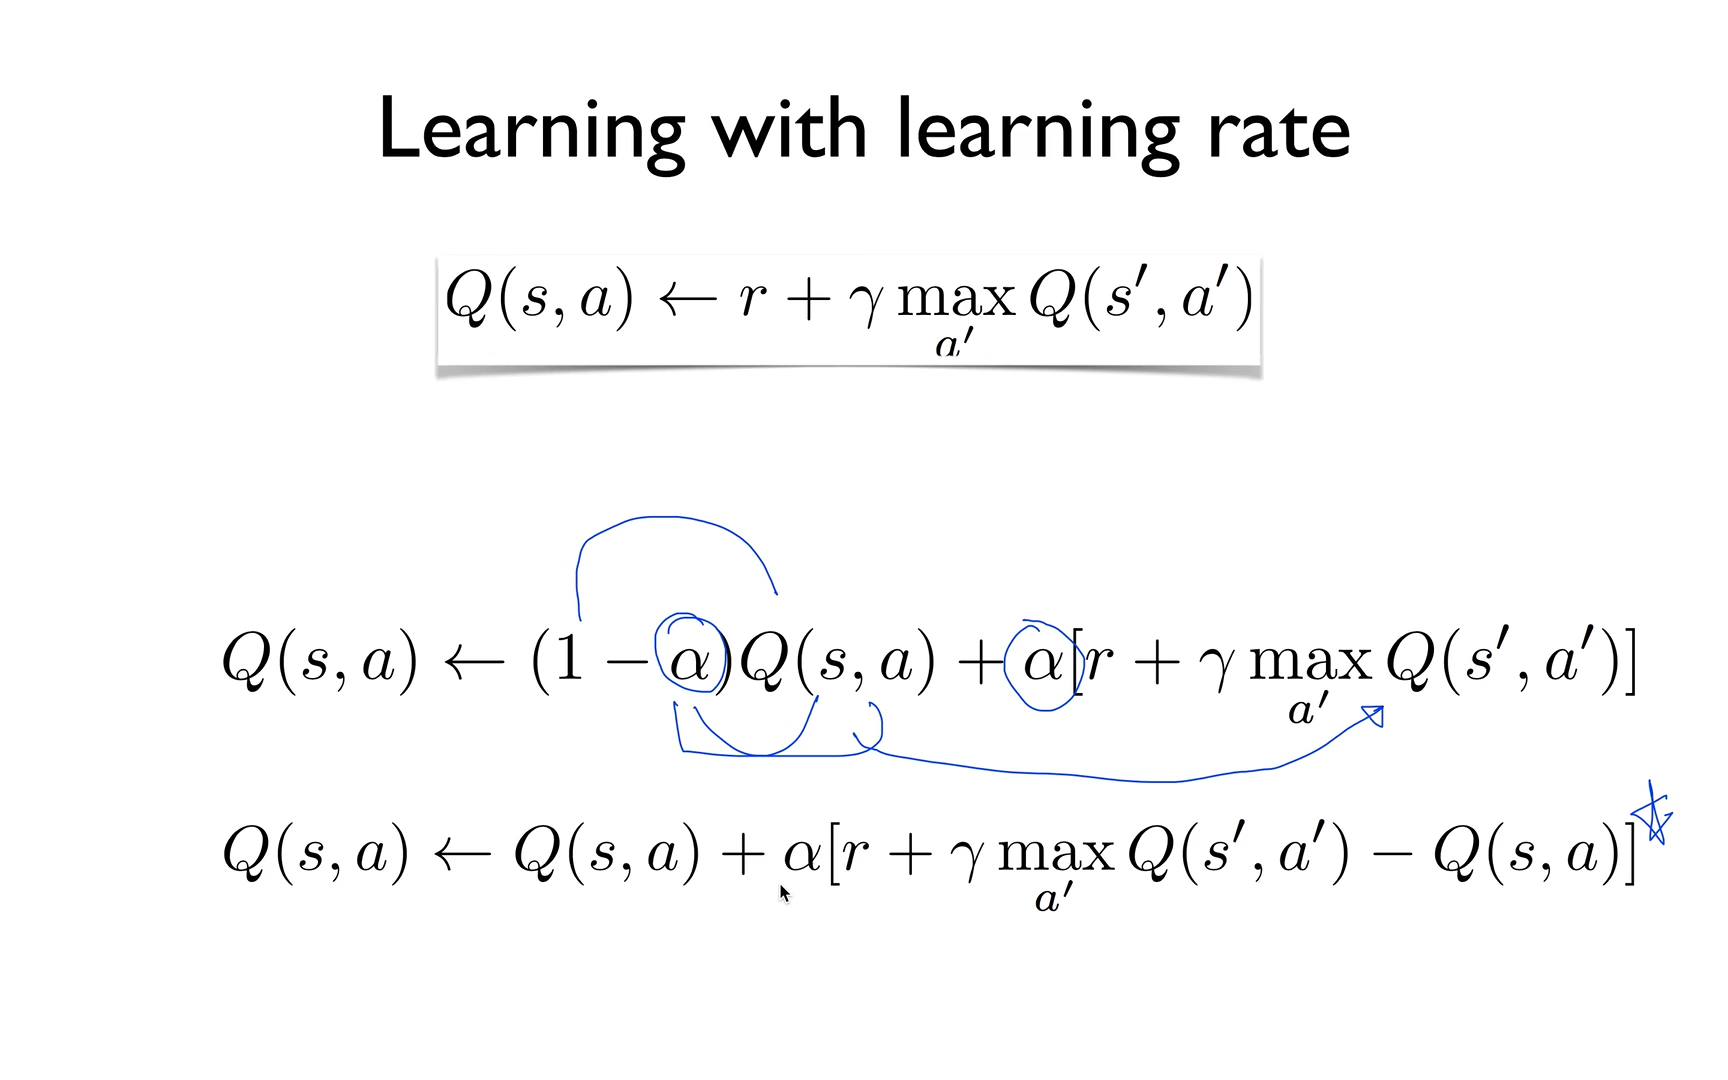 Learning with learning rate
Q(s, a) ← r + γ max_{a′} Q(s′, a′)
Q(s, a) ← (1 − α)Q(s, a) + α[r + γ max_{a′} Q(s′, a′)]
Q(s, a) ← Q(s, a) + α[r + γ max_{a′} Q(s′, a′) − Q(s, a)]